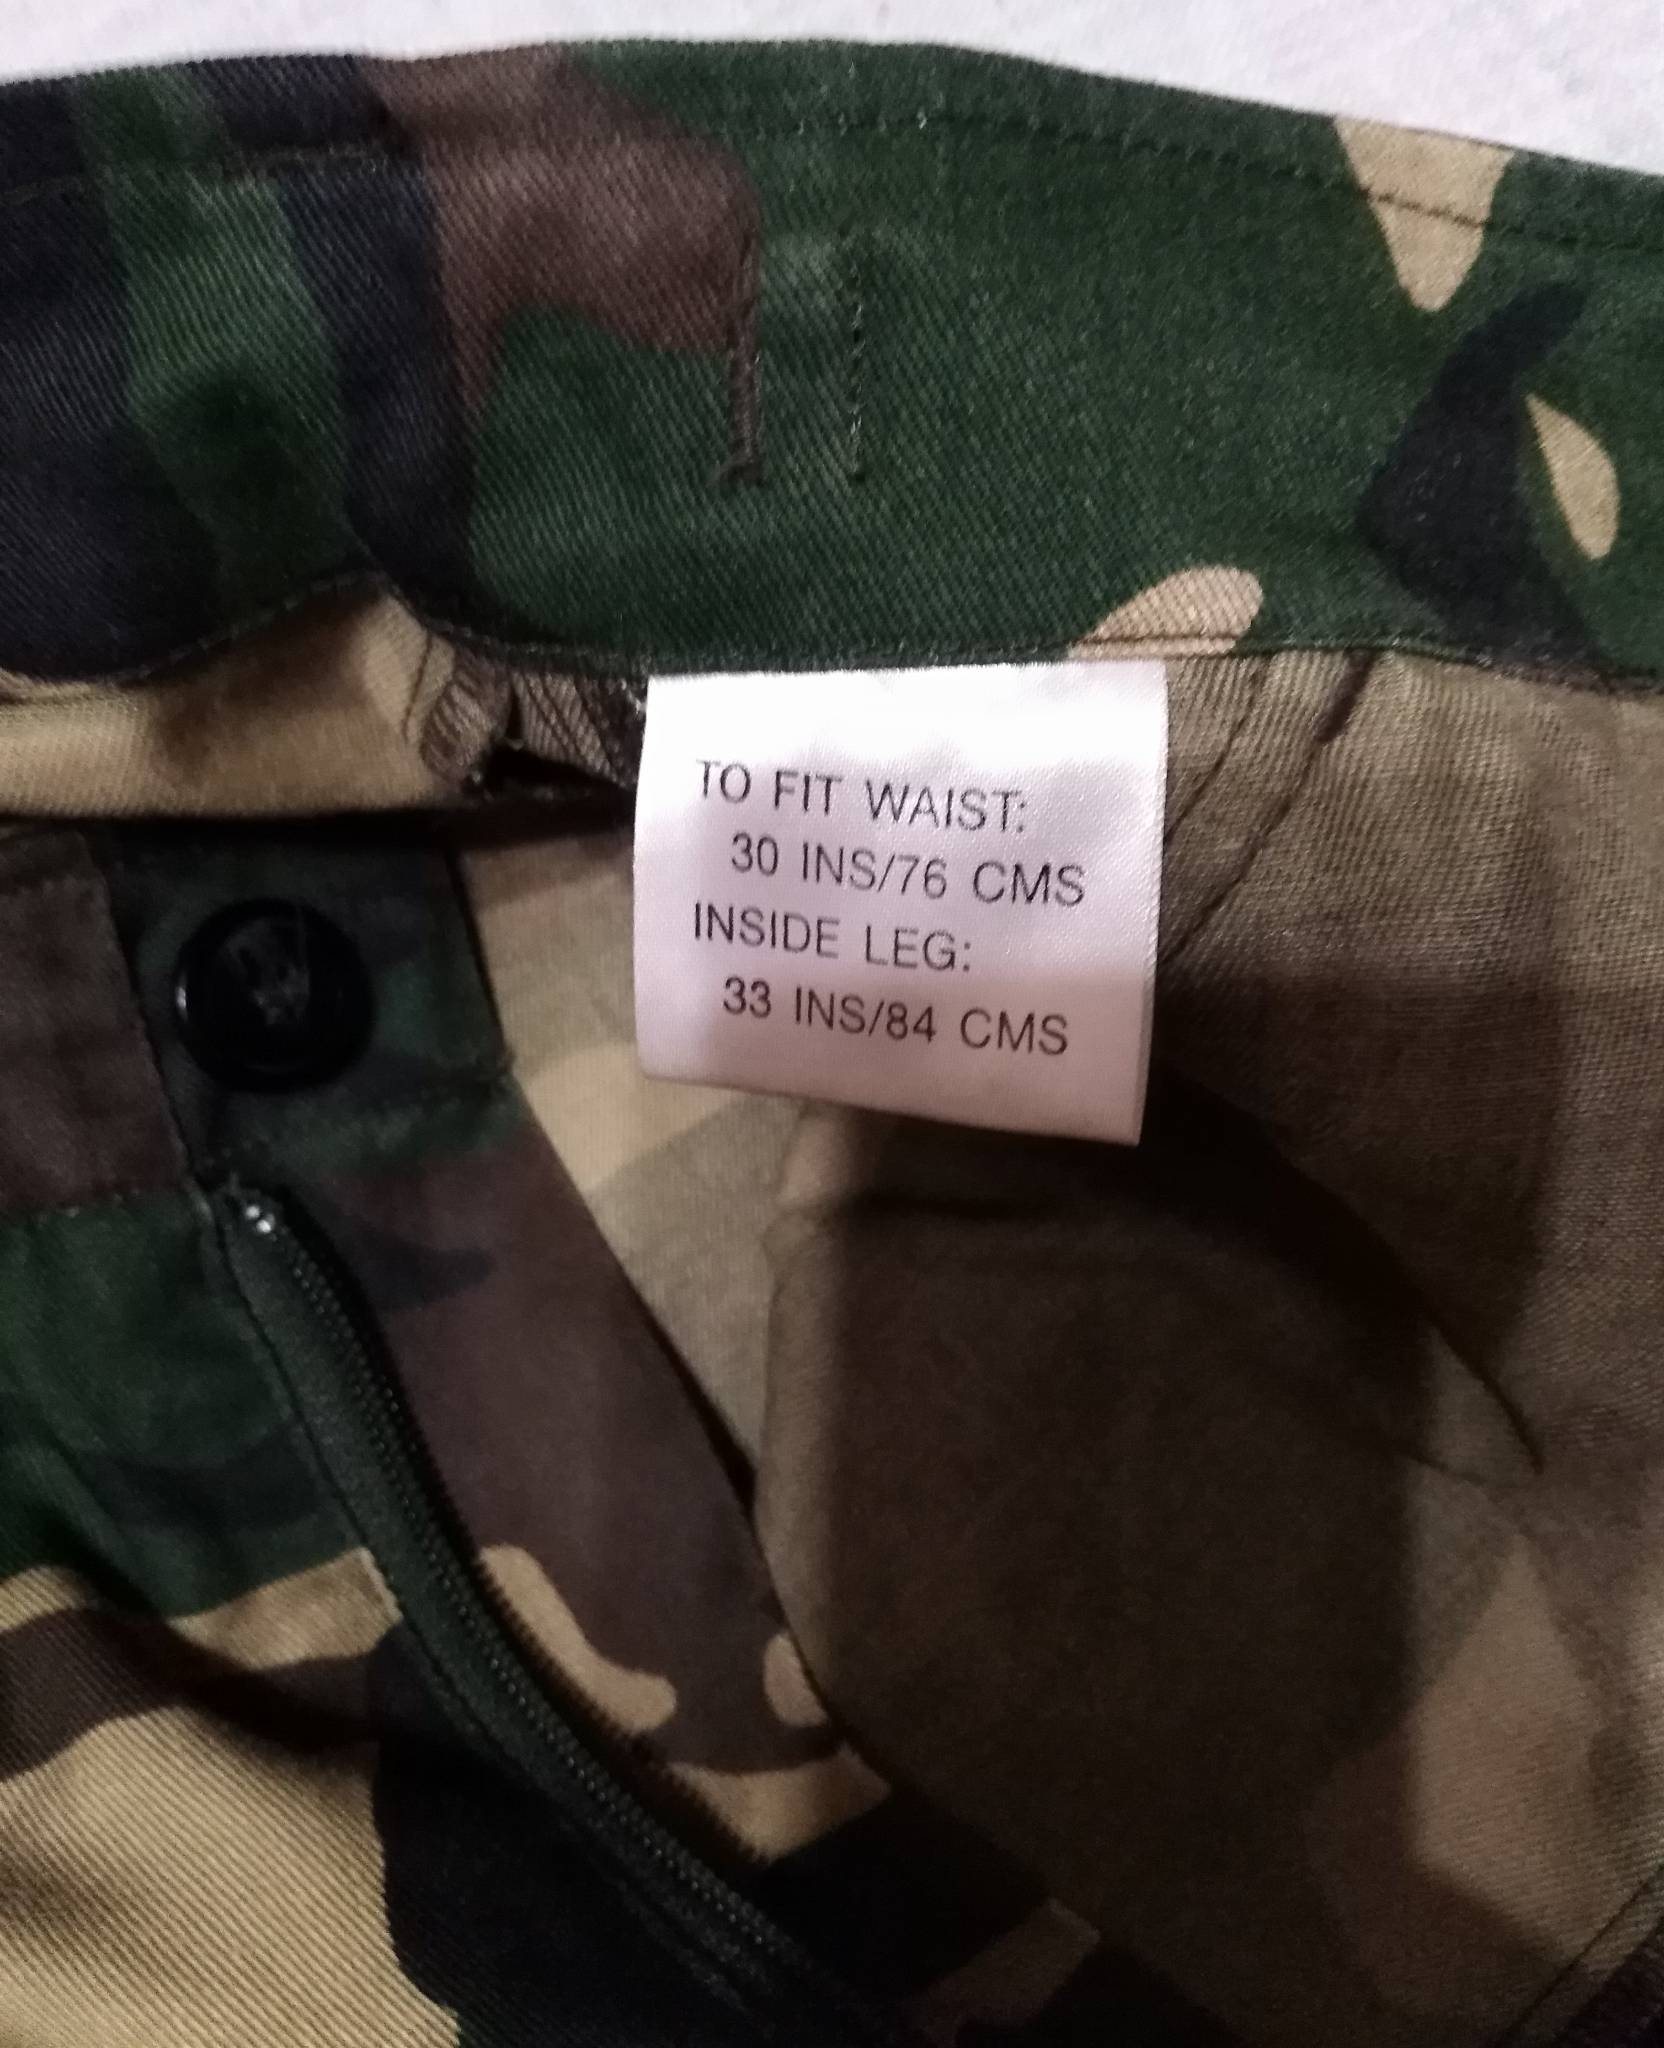 TO FIT WAIST:
30 INS/76 CMS
INSIDE LEG:
33 INS/84 CMS